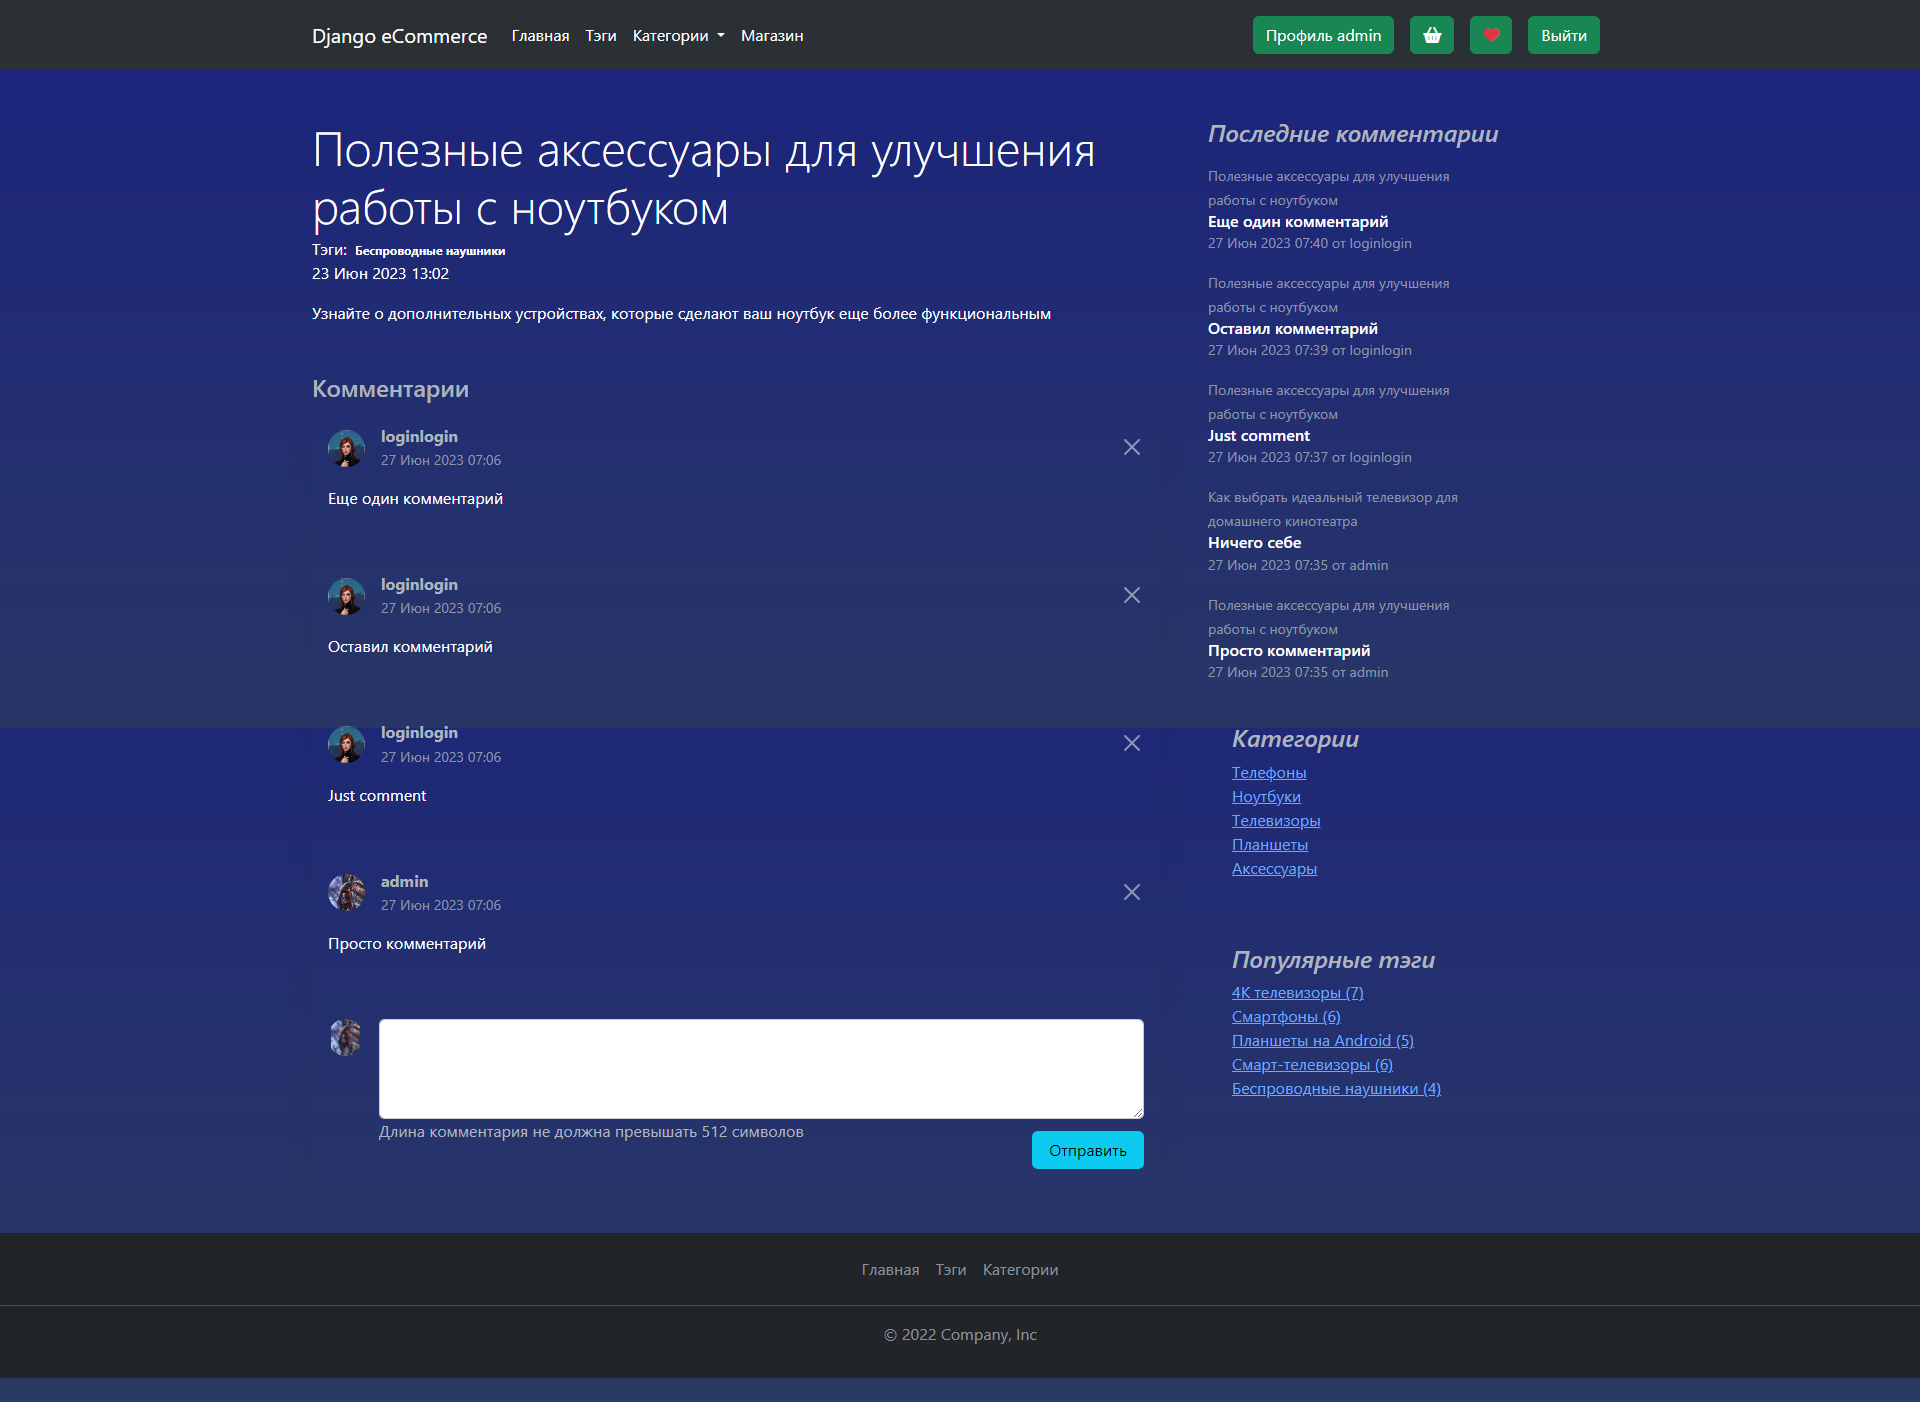 Django eCommerce
Главная
Тэги
Категории
Магазин
Профиль admin
Выйти
Полезные аксессуары для улучшения
работы с ноутбуком
Тэги: Беспроводные наушники
23 Июн 2023 13:02
Узнайте о дополнительных устройствах, которые сделают ваш ноутбук еще более функциональным
Комментарии
loginlogin
27 Июн 2023 07:06
Еще один комментарий
loginlogin
27 Июн 2023 07:06
Оставил комментарий
loginlogin
27 Июн 2023 07:06
Just comment
admin
27 Июн 2023 07:06
Просто комментарий
Длина комментария не должна превышать 512 символов
Отправить
Последние комментарии
Полезные аксессуары для улучшения
работы с ноутбуком
Еще один комментарий
27 Июн 2023 07:40 от loginlogin
Полезные аксессуары для улучшения
работы с ноутбуком
Оставил комментарий
27 Июн 2023 07:39 от loginlogin
Полезные аксессуары для улучшения
работы с ноутбуком
Just comment
27 Июн 2023 07:37 от loginlogin
Как выбрать идеальный телевизор для
домашнего кинотеатра
Ничего себе
27 Июн 2023 07:35 от admin
Полезные аксессуары для улучшения
работы с ноутбуком
Просто комментарий
27 Июн 2023 07:35 от admin
Категории
Телефоны
Ноутбуки
Телевизоры
Планшеты
Аксессуары
Популярные тэги
4К телевизоры (7)
Смартфоны (6)
Планшеты на Android (5)
Смарт-телевизоры (6)
Беспроводные наушники (4)
Главная
Тэги
Категории
© 2022 Company, Inc